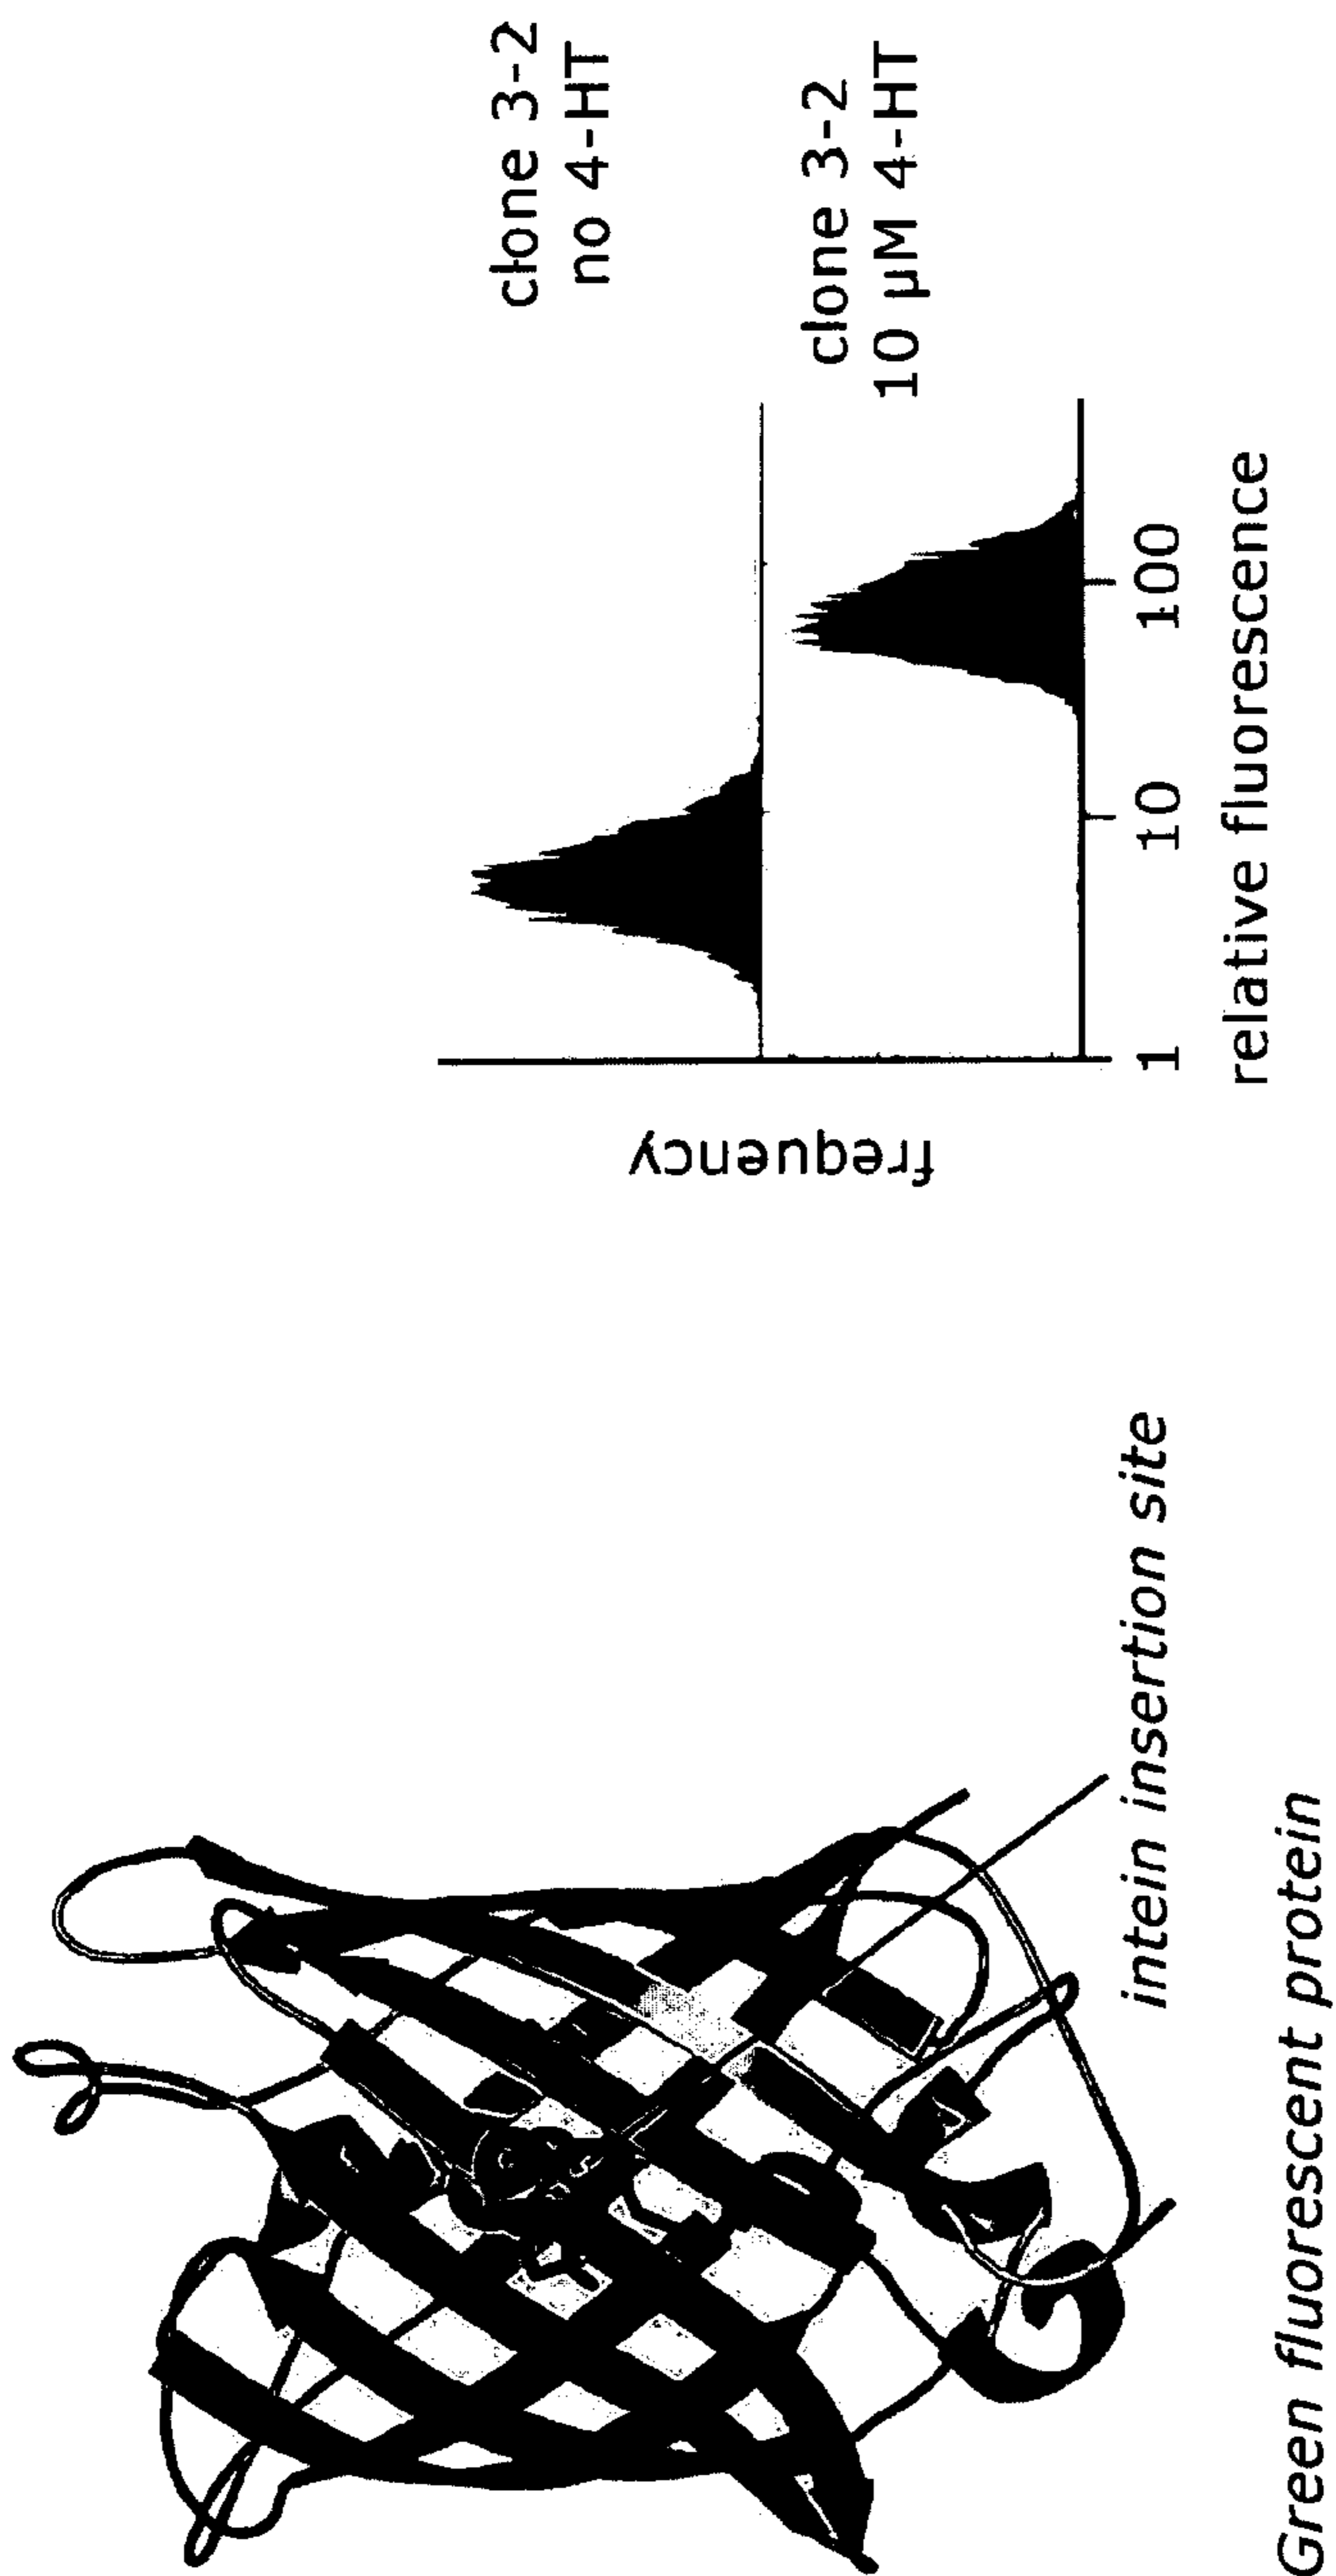 Green fluorescent protein
intein insertion site
frequency
clone 3-2
no 4-HT
clone 3-2
10 µM 4-HT
1 10 100
relative fluorescence